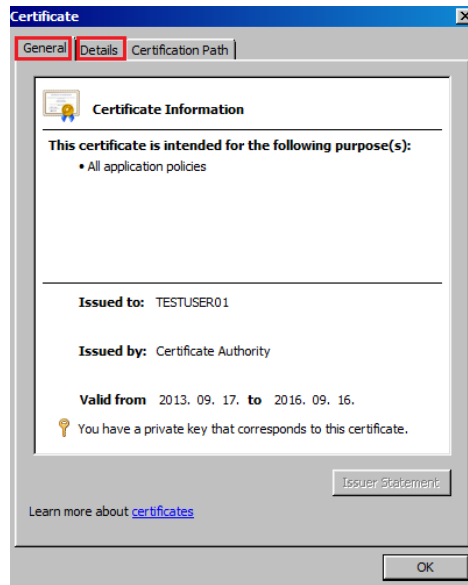 Certificate
General Details Certification Path
Certificate Information
This certificate is intended for the following purpose(s):
• All application policies
Issued to: TESTUSER01
Issued by: Certificate Authority
Valid from 2013. 09. 17. to 2016. 09. 16.
You have a private key that corresponds to this certificate.
Issuer Statement
Learn more about certificates
OK